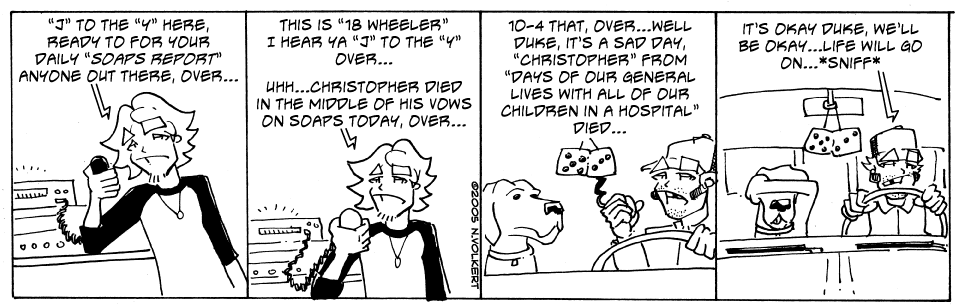 "J" TO THE "Y" HERE,
READY TO FOR YOUR
DAILY "SOAPS REPORT"
ANYONE OUT THERE, OVER...
THIS IS "18 WHEELER"
I HEAR YA "J" TO THE "Y"
OVER...
UHH...CHRISTOPHER DIED
IN THE MIDDLE OF HIS VOWS
ON SOAPS TODAY, OVER...
©2005 N.VOLKERT
10-4 THAT, OVER...WELL
DUKE, IT'S A SAD DAY,
"CHRISTOPHER" FROM
"DAYS OF OUR GENERAL
LIVES WITH ALL OF OUR
CHILDREN IN A HOSPITAL"
DIED...
IT'S OKAY DUKE, WE'LL
BE OKAY...LIFE WILL GO
ON...*SNIFF*